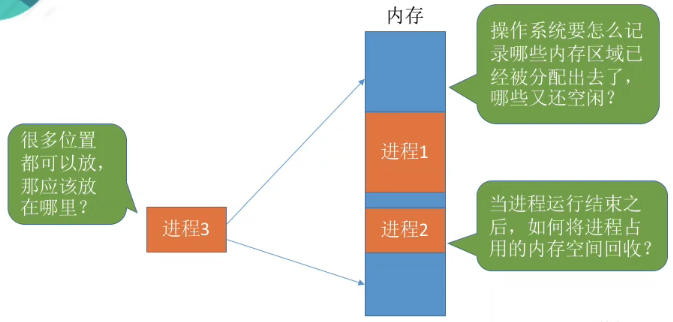 内存
操作系统要怎么记
录哪些内存区域已
经被分配出去了，
哪些又还空闲？
很多位置
都可以放，
那应该放
在哪里？
进程1
进程3
进程2
当进程运行结束之
后，如何将进程占
用的内存空间回收？